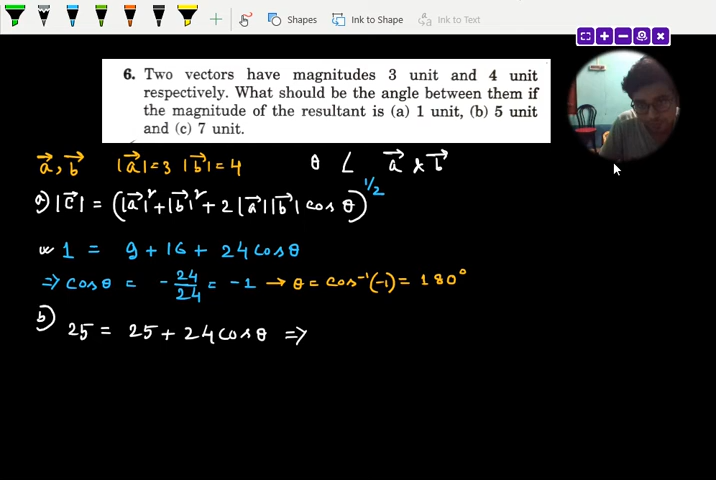 Shapes Ink to Shape Ink to Text
6. Two vectors have magnitudes 3 unit and 4 unit
respectively. What should be the angle between them if
the magnitude of the resultant is (a) 1 unit, (b) 5 unit
and (c) 7 unit.
a⃗, b⃗ |a⃗| = 3 |b⃗| = 4 θ ∠ a⃗ & b⃗
a) |c⃗| = (|a⃗|² + |b⃗|² + 2|a⃗||b⃗| cos θ)^1/2
1 = 9 + 16 + 24 cos θ
⇒ cos θ = -24/24 = -1 → θ = cos⁻¹(-1) = 180°
b) 25 = 25 + 24 cos θ ⇒